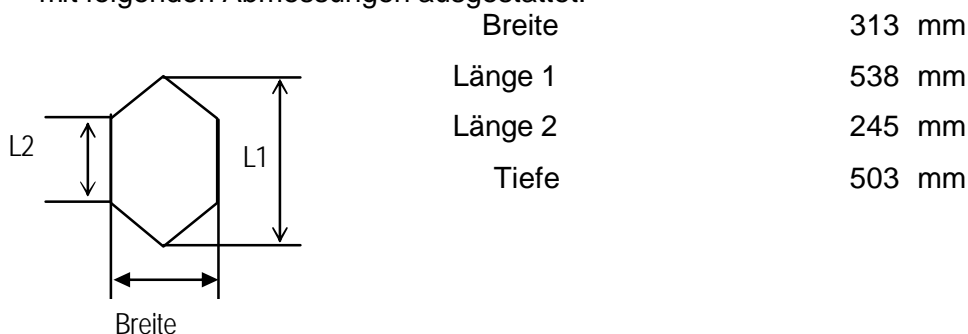 mit folgenden Abmessungen ausgestattet:
Breite 313 mm
Länge 1 538 mm
Länge 2 245 mm
Tiefe 503 mm
L2
L1
Breite